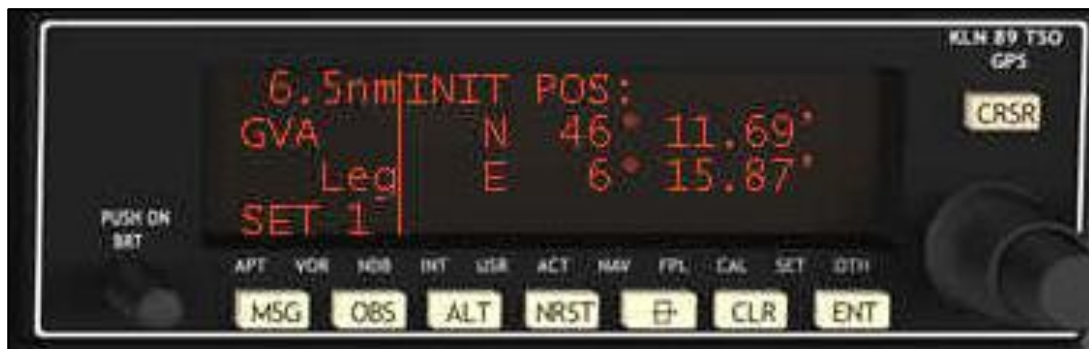 KLN 89 TSO
GPS
CRSR
6.5nm INIT POS:
GVA N 46° 11.69'
Leg E 6° 15.87'
SET 1
PUSH ON
BRT
APT VOR NDB INT USR ACT NAV FPL CAL SET OTH
MSG OBS ALT NRST CLR ENT